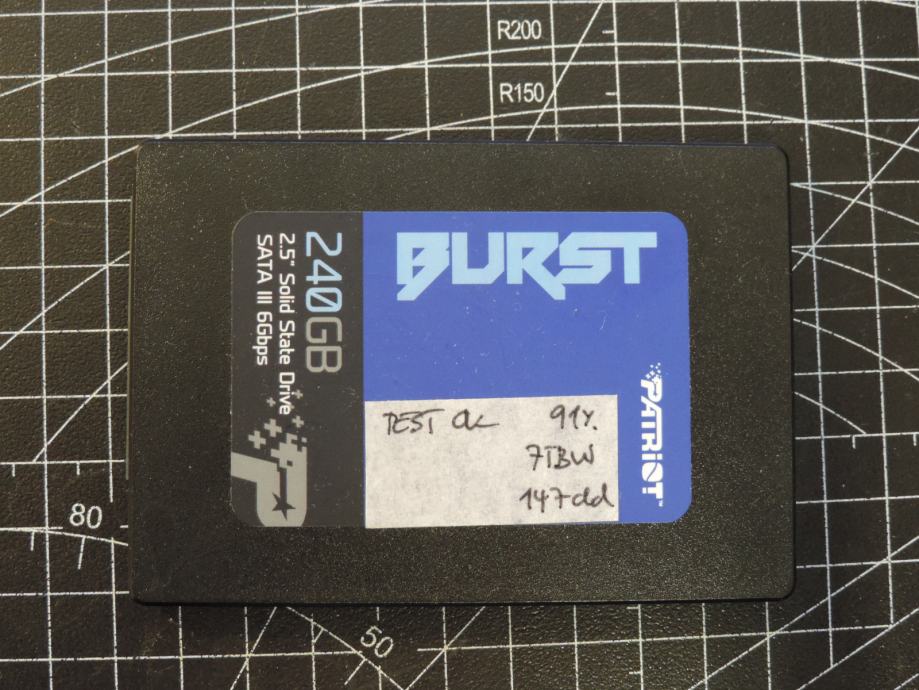 R200
R150
BURST
240GB
2.5" Solid State Drive
SATA III 6Gbps
PATRIOT
TEST OK 91%
7TBW
147dd
80
50